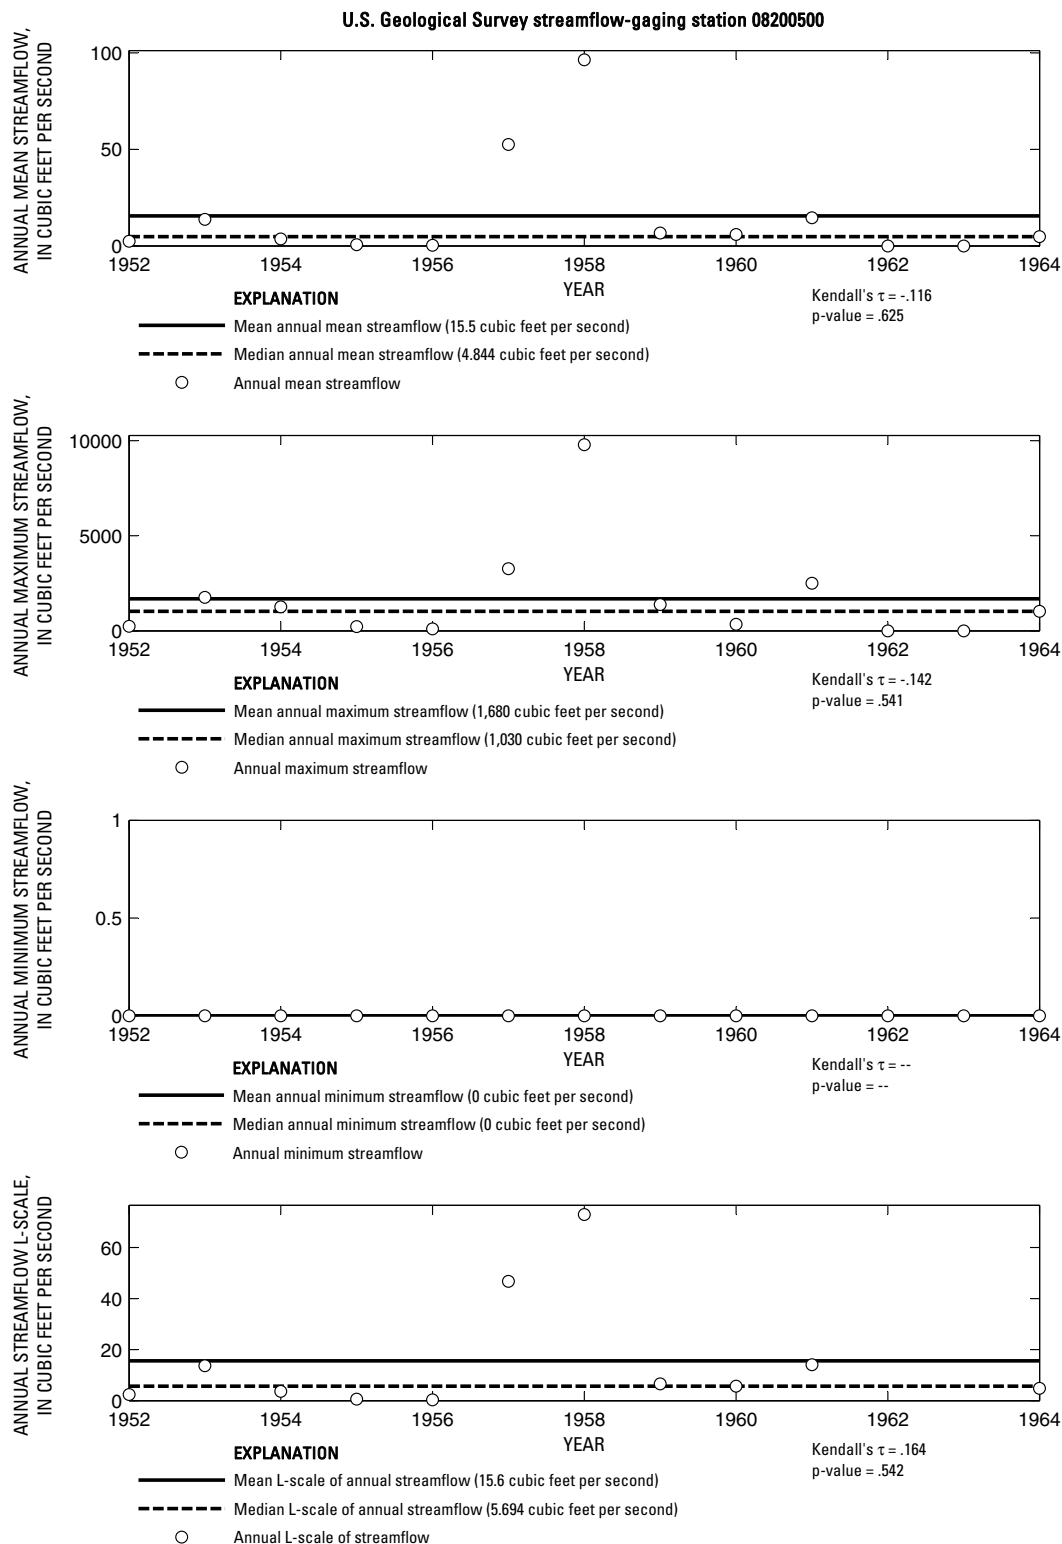 U.S. Geological Survey streamflow-gaging station 08200500
ANNUAL MEAN STREAMFLOW,
IN CUBIC FEET PER SECOND
100
50
0
1952 1954 1956 1958 1960 1962 1964
YEAR
Kendall's τ = -.116
p-value = .625
EXPLANATION
Mean annual mean streamflow (15.5 cubic feet per second)
Median annual mean streamflow (4.844 cubic feet per second)
Annual mean streamflow
ANNUAL MAXIMUM STREAMFLOW,
IN CUBIC FEET PER SECOND
10000
5000
0
1952 1954 1956 1958 1960 1962 1964
YEAR
Kendall's τ = -.142
p-value = .541
EXPLANATION
Mean annual maximum streamflow (1,680 cubic feet per second)
Median annual maximum streamflow (1,030 cubic feet per second)
Annual maximum streamflow
ANNUAL MINIMUM STREAMFLOW,
IN CUBIC FEET PER SECOND
1
0.5
0
1952 1954 1956 1958 1960 1962 1964
YEAR
Kendall's τ = --
p-value = --
EXPLANATION
Mean annual minimum streamflow (0 cubic feet per second)
Median annual minimum streamflow (0 cubic feet per second)
Annual minimum streamflow
ANNUAL STREAMFLOW L-SCALE,
IN CUBIC FEET PER SECOND
60
40
20
0
1952 1954 1956 1958 1960 1962 1964
YEAR
Kendall's τ = .164
p-value = .542
EXPLANATION
Mean L-scale of annual streamflow (15.6 cubic feet per second)
Median L-scale of annual streamflow (5.694 cubic feet per second)
Annual L-scale of streamflow